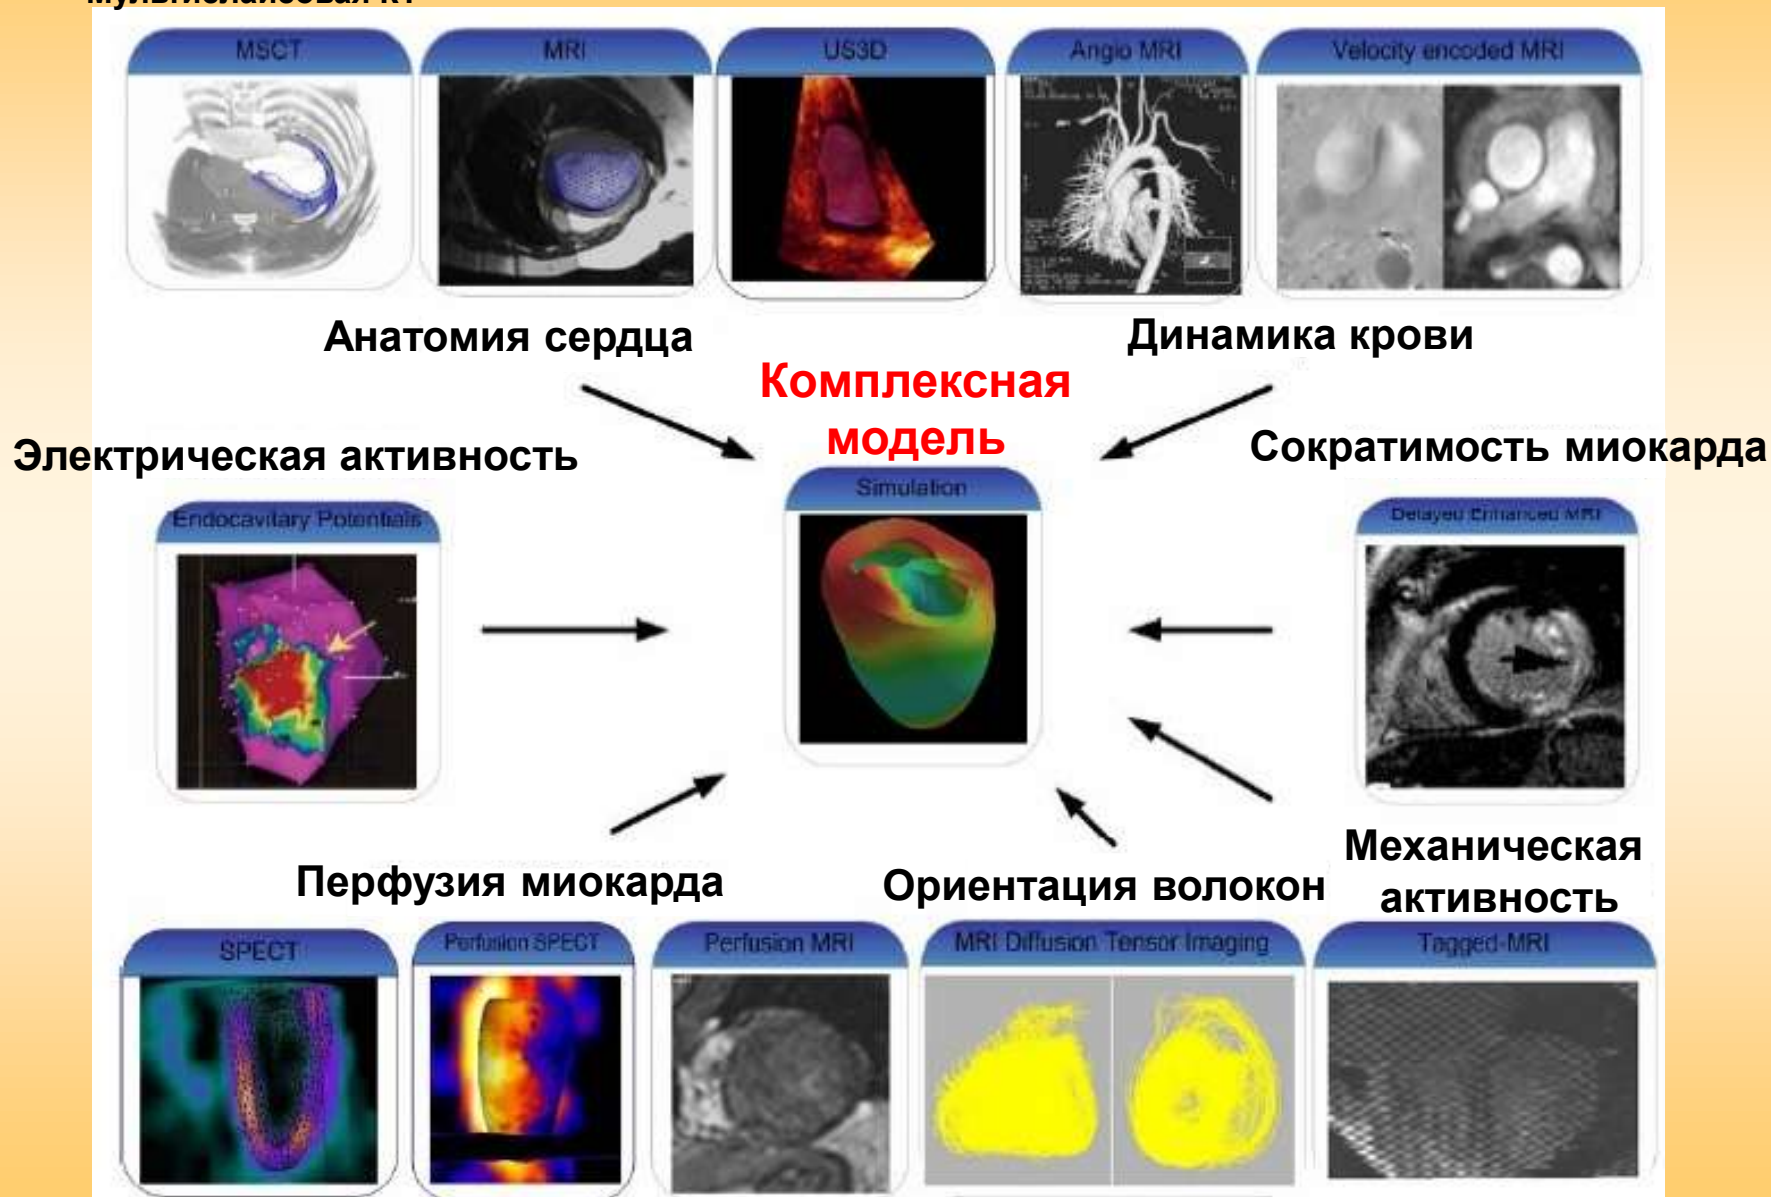 Мультислайсовая КТ
MSCT
MRI
US3D
Angio MRI
Velocity encoded MRI
Анатомия сердца
Динамика крови
Комплексная
модель
Электрическая активность
Сократимость миокарда
Simulation
Endocavitary Potentials
Delayed Enhanced MRI
Механическая
активность
Перфузия миокарда
Ориентация волокон
SPECT
Perfusion SPECT
Perfusion MRI
MRI Diffusion Tensor Imaging
Tagged-MRI